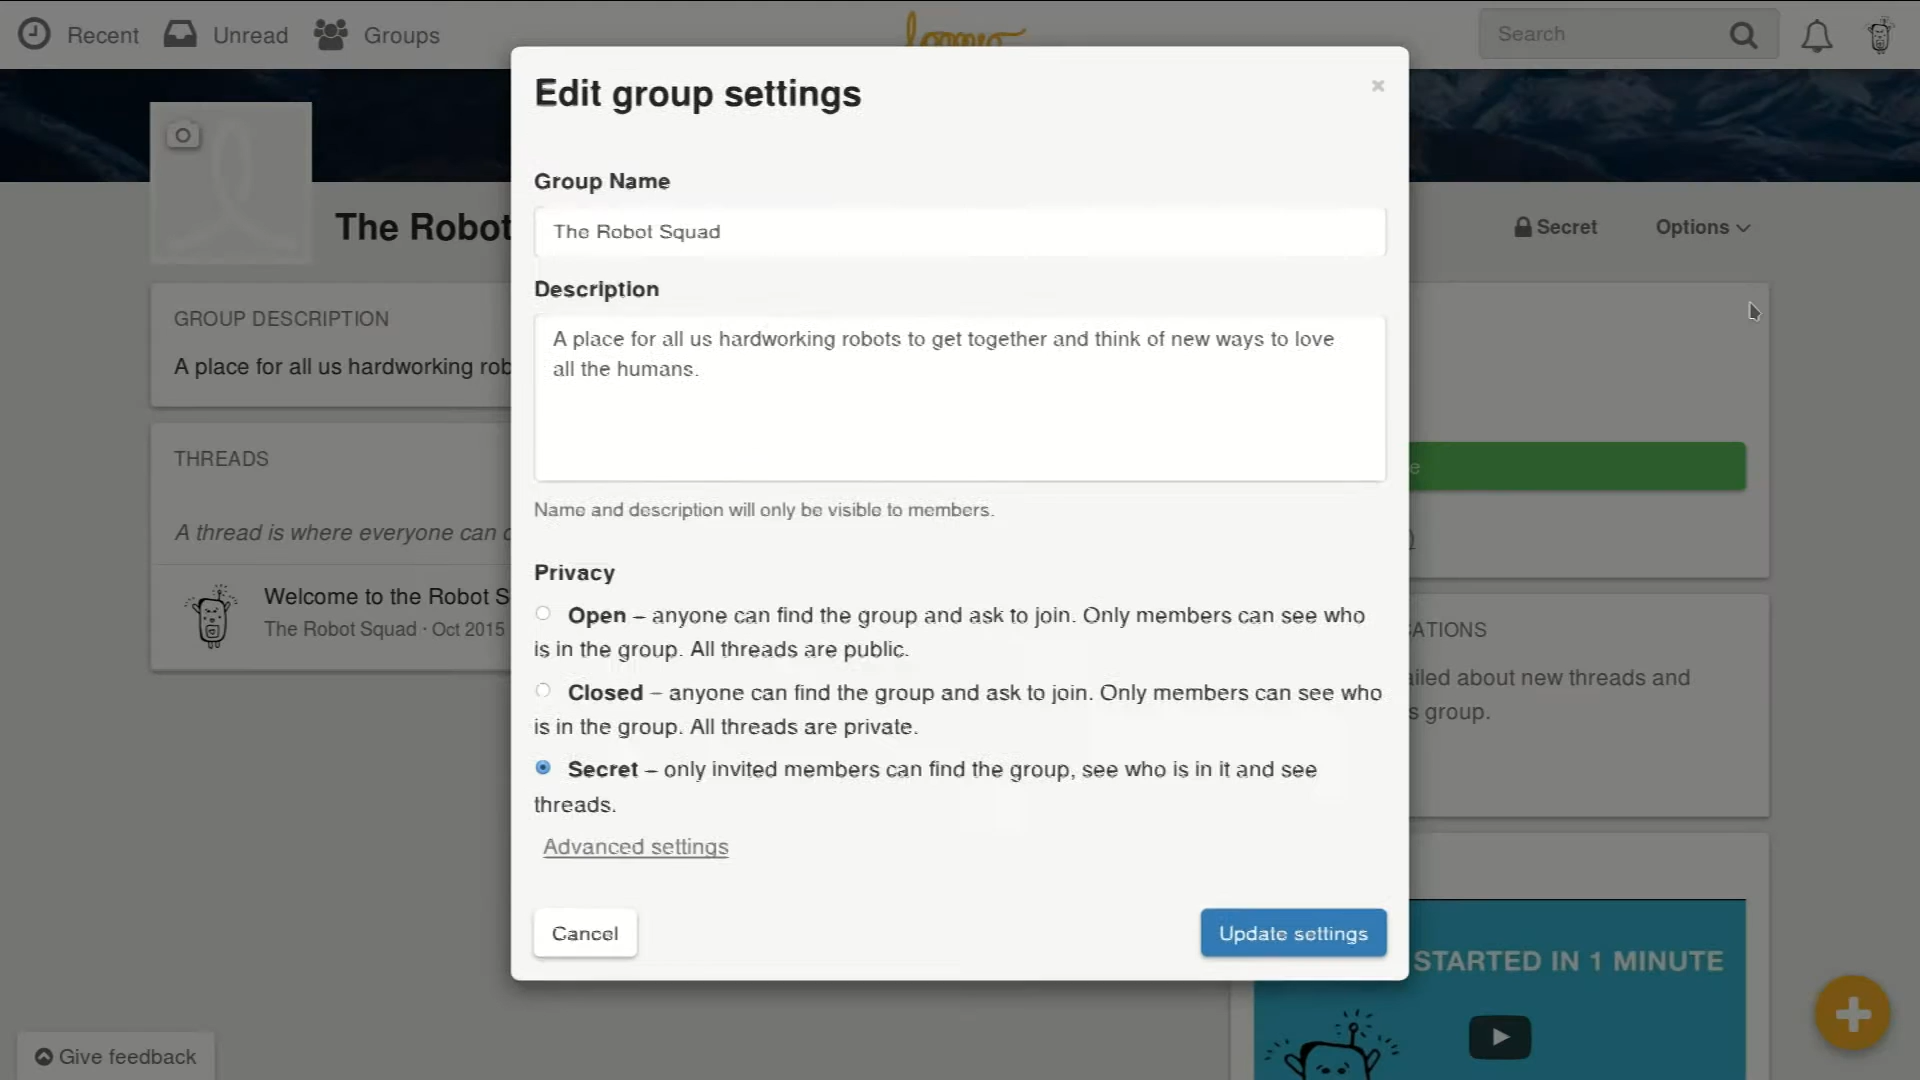 Recent
Unread
Groups
loomio
Search
Edit group settings
×
Group Name
The Robot Squad
Description
A place for all us hardworking robots to get together and think of new ways to love
all the humans.
Name and description will only be visible to members.
Privacy
Open – anyone can find the group and ask to join. Only members can see who
is in the group. All threads are public.
Closed – anyone can find the group and ask to join. Only members can see who
is in the group. All threads are private.
Secret – only invited members can find the group, see who is in it and see
threads.
Advanced settings
Cancel
Update settings
The Robot
Secret
Options
GROUP DESCRIPTION
A place for all us hardworking rob
THREADS
A thread is where everyone can
Welcome to the Robot S
The Robot Squad · Oct 2015
ATIONS
ailed about new threads and
s group.
STARTED IN 1 MINUTE
Give feedback